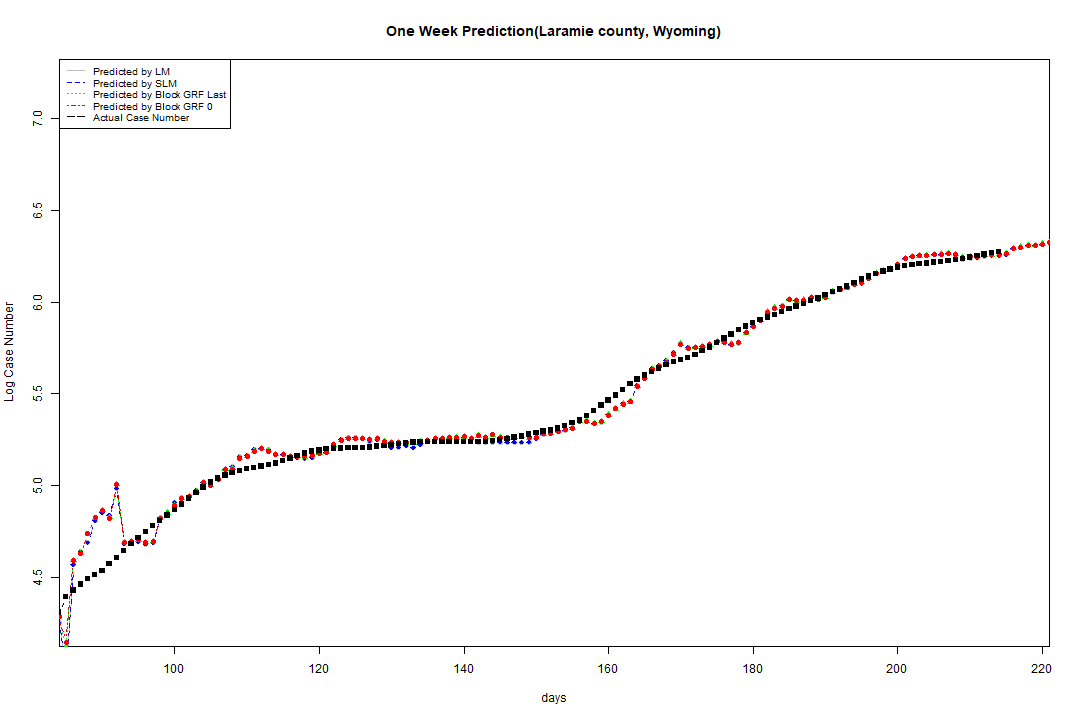 One Week Prediction(Laramie county, Wyoming)
Predicted by LM
Predicted by SLM
Predicted by Block GRF Last
Predicted by Block GRF 0
Actual Case Number
7.0
6.5
6.0
5.5
5.0
4.5
Log Case Number
100 120 140 160 180 200 220
days